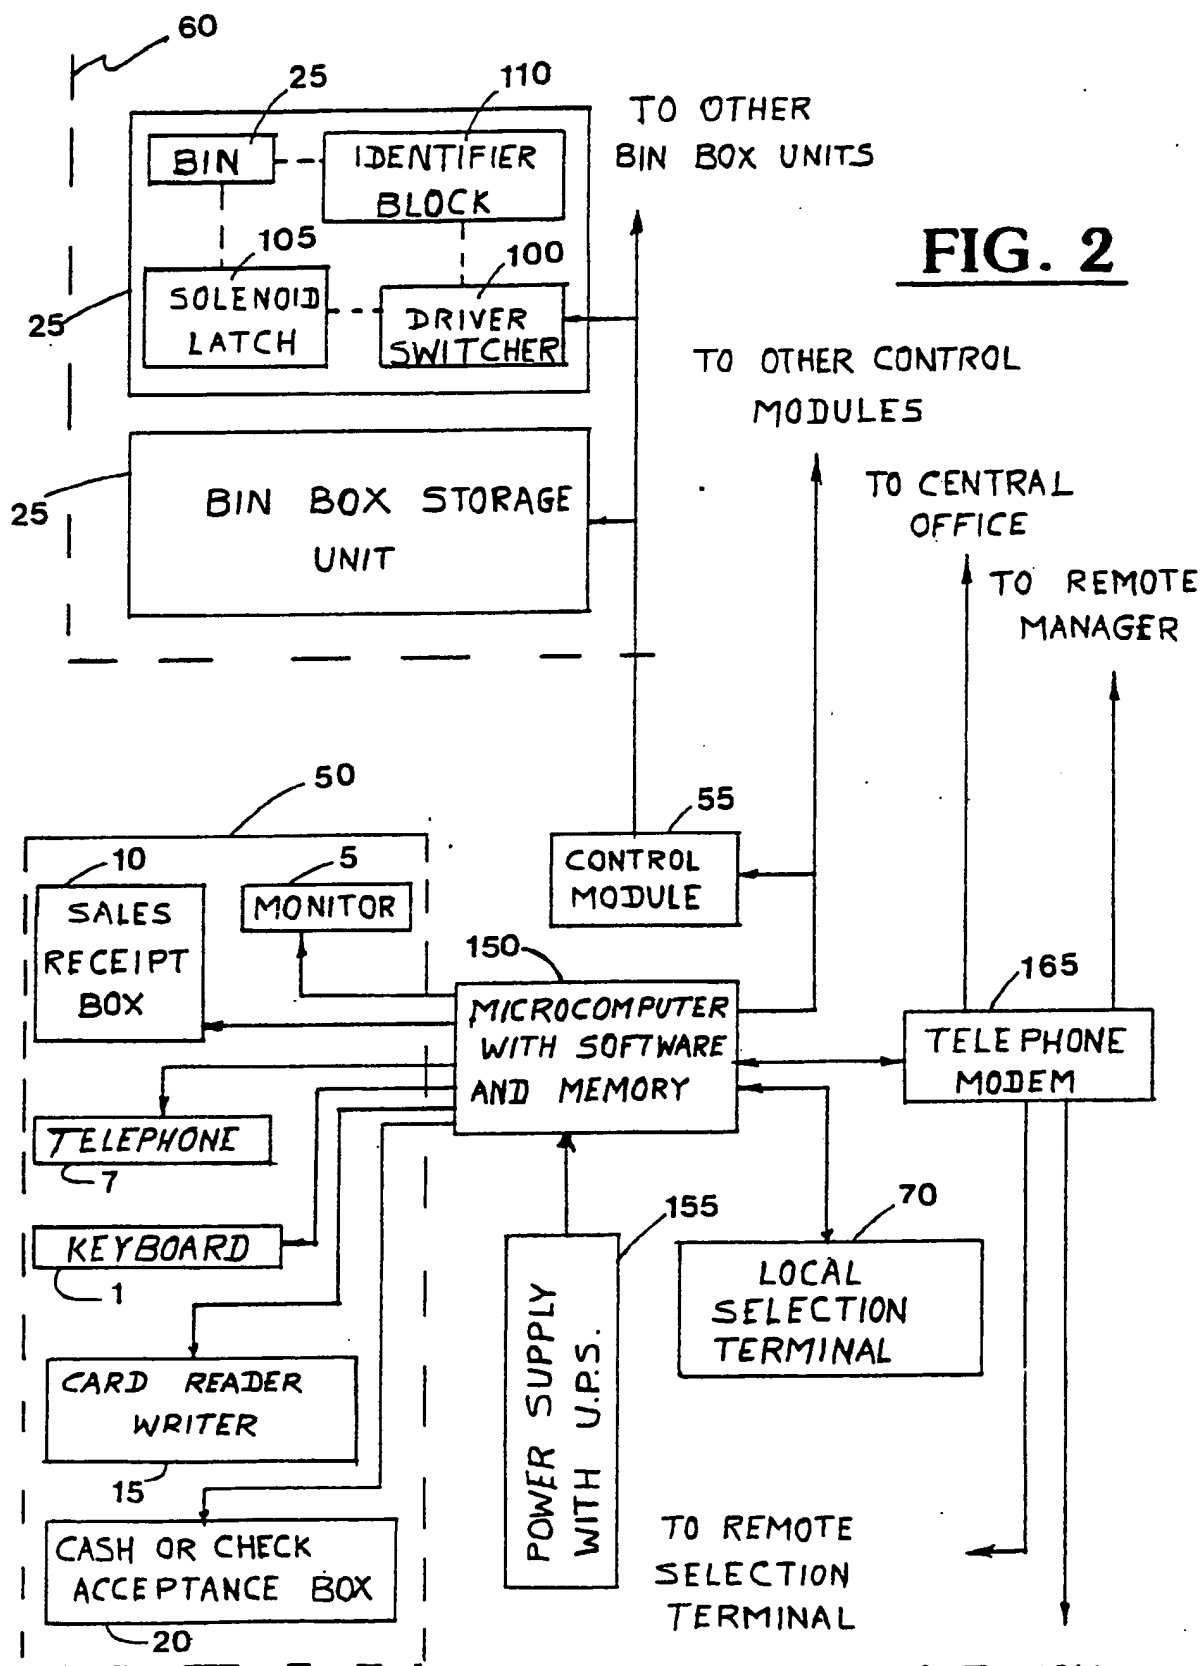 60
25
110
TO OTHER
BIN BOX UNITS
BIN
IDENTIFIER
BLOCK
105
100
FIG. 2
SOLENOID
LATCH
DRIVER
SWITCHER
25
TO OTHER CONTROL
MODULES
25
BIN BOX STORAGE
UNIT
TO CENTRAL
OFFICE
TO REMOTE
MANAGER
50
55
10
5
CONTROL
MODULE
SALES
RECEIPT
BOX
MONITOR
150
165
MICROCOMPUTER
WITH SOFTWARE
AND MEMORY
TELEPHONE
MODEM
TELEPHONE
7
155
70
KEYBOARD
1
LOCAL
SELECTION
TERMINAL
POWER SUPPLY
WITH U.P.S.
CARD READER
WRITER
15
CASH OR CHECK
ACCEPTANCE BOX
20
TO REMOTE
SELECTION
TERMINAL